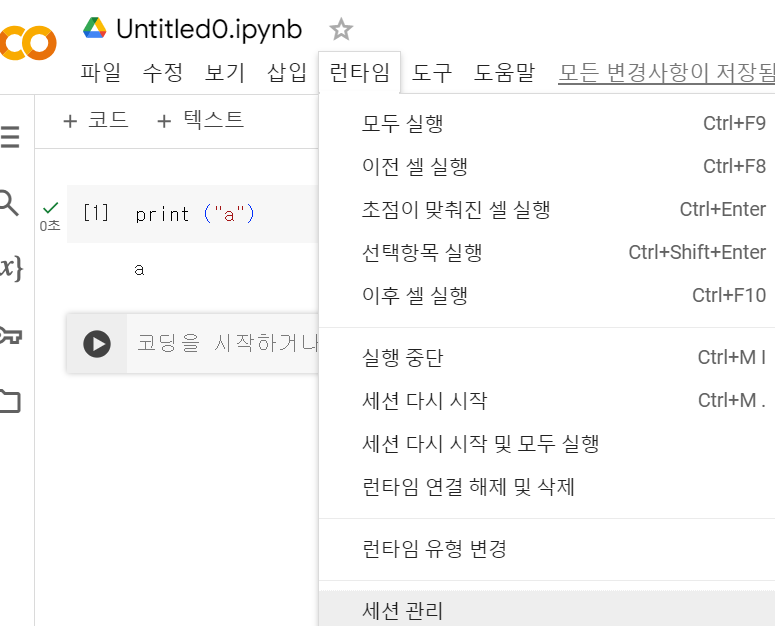 Untitled0.ipynb
파일 수정 보기 삽입 런타임 도구 도움말 모든 변경사항이 저장됨
+ 코드 + 텍스트
모두 실행 Ctrl+F9
이전 셀 실행 Ctrl+F8
초점이 맞춰진 셀 실행 Ctrl+Enter
선택항목 실행 Ctrl+Shift+Enter
이후 셀 실행 Ctrl+F10
실행 중단 Ctrl+M I
세션 다시 시작 Ctrl+M .
세션 다시 시작 및 모두 실행
런타임 연결 해제 및 삭제
런타임 유형 변경
세션 관리
[1] print ("a")
0초
a
코딩을 시작하거나
x}